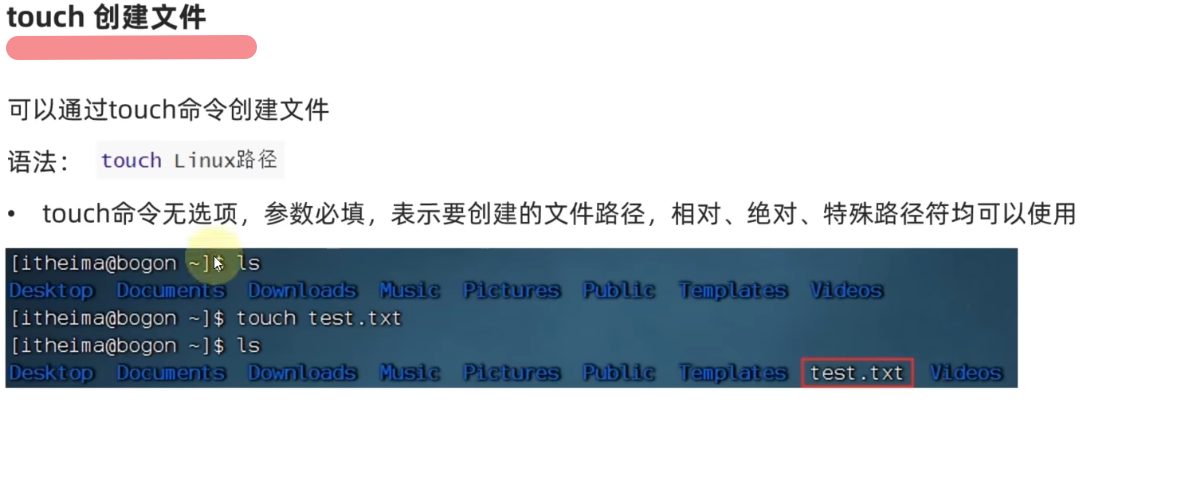 touch 创建文件
可以通过touch命令创建文件
语法： touch Linux路径
• touch命令无选项，参数必填，表示要创建的文件路径，相对、绝对、特殊路径符均可以使用
[itheima@bogon ~]$ ls
Desktop Documents Downloads Music Pictures Public Templates Videos
[itheima@bogon ~]$ touch test.txt
[itheima@bogon ~]$ ls
Desktop Documents Downloads Music Pictures Public Templates test.txt Videos